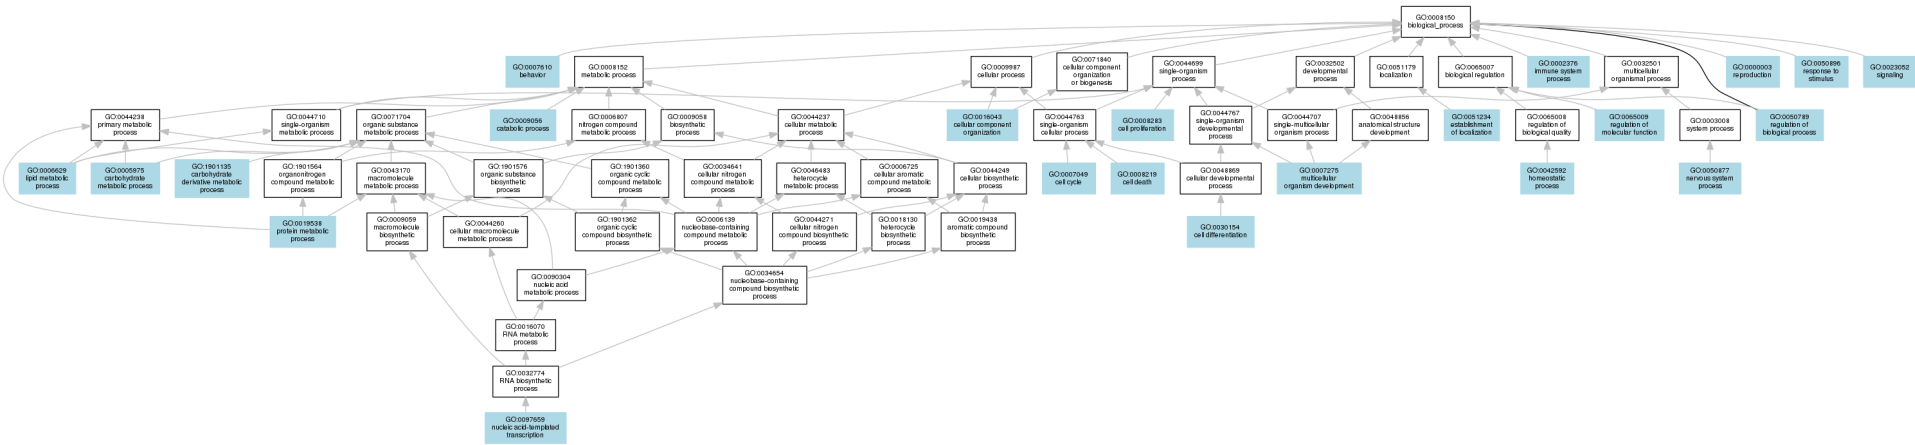 GO:0008150
biological_process
GO:0007610
behavior
GO:0008152
metabolic process
GO:0009987
cellular process
GO:0071840
cellular component
organization
or biogenesis
GO:0044699
single-organism
process
GO:0032502
developmental
process
GO:0051179
localization
GO:0065007
biological regulation
GO:0002376
immune system
process
GO:0032501
multicellular
organismal process
GO:0000003
reproduction
GO:0050896
response to
stimulus
GO:0023052
signaling
GO:0044238
primary metabolic
process
GO:0044710
single-organism
metabolic process
GO:0071704
organic substance
metabolic process
GO:0009056
catabolic process
GO:0006807
nitrogen compound
metabolic process
GO:0009058
biosynthetic
process
GO:0044237
cellular metabolic
process
GO:0016043
cellular component
organization
GO:0044763
single-organism
cellular process
GO:0008283
cell proliferation
GO:0044767
single-organism
developmental
process
GO:0044707
single-multicellular
organism process
GO:0048856
anatomical structure
development
GO:0051234
establishment
of localization
GO:0065008
regulation of
biological quality
GO:0065009
regulation of
molecular function
GO:0003008
system process
GO:0050789
regulation of
biological process
GO:0006629
lipid metabolic
process
GO:0005975
carbohydrate
metabolic process
GO:1901135
carbohydrate
derivative metabolic
process
GO:1901564
organonitrogen
compound metabolic
process
GO:0043170
macromolecule
metabolic process
GO:1901576
organic substance
biosynthetic
process
GO:1901360
organic cyclic
compound metabolic
process
GO:0034641
cellular nitrogen
compound metabolic
process
GO:0046483
heterocycle
metabolic process
GO:0006725
cellular aromatic
compound metabolic
process
GO:0044249
cellular biosynthetic
process
GO:0007049
cell cycle
GO:0008219
cell death
GO:0048869
cellular developmental
process
GO:0007275
multicellular
organism development
GO:0042592
homeostatic
process
GO:0050877
nervous system
process
GO:0019538
protein metabolic
process
GO:0009059
macromolecule
biosynthetic
process
GO:0044260
cellular macromolecule
metabolic process
GO:1901362
organic cyclic
compound biosynthetic
process
GO:0006139
nucleobase-containing
compound metabolic
process
GO:0044271
cellular nitrogen
compound biosynthetic
process
GO:0018130
heterocycle
biosynthetic
process
GO:0019438
aromatic compound
biosynthetic
process
GO:0030154
cell differentiation
GO:0090304
nucleic acid
metabolic process
GO:0034654
nucleobase-containing
compound biosynthetic
process
GO:0016070
RNA metabolic
process
GO:0032774
RNA biosynthetic
process
GO:0097659
nucleic acid-templated
transcription